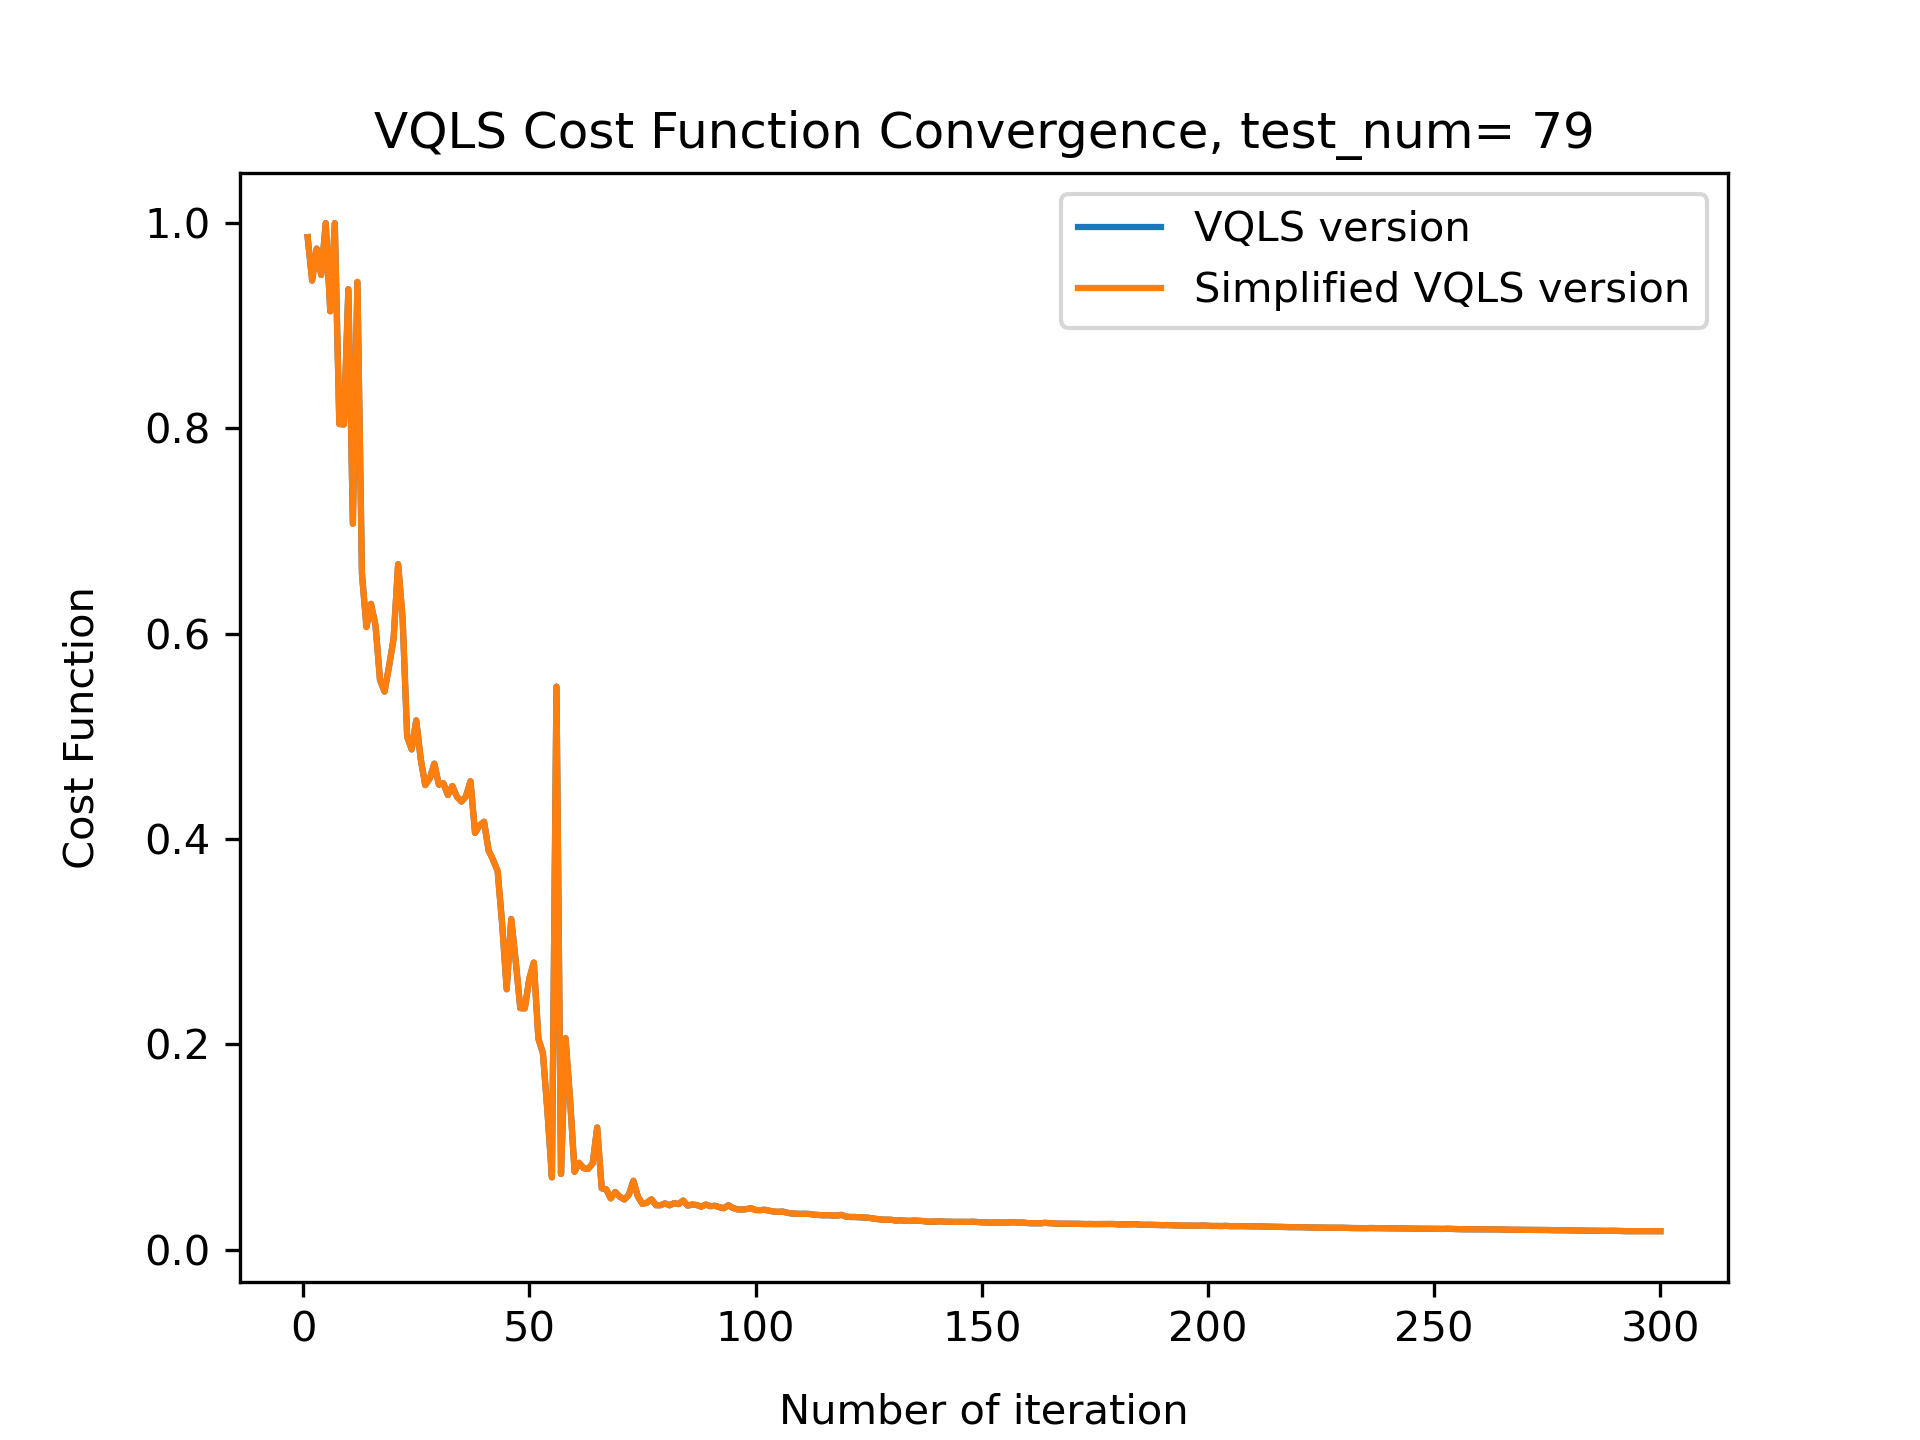 VQLS Cost Function Convergence, test_num= 79
VQLS version
Simplified VQLS version
1.0
0.8
0.6
0.4
0.2
0.0
Cost Function
0 50 100 150 200 250 300
Number of iteration